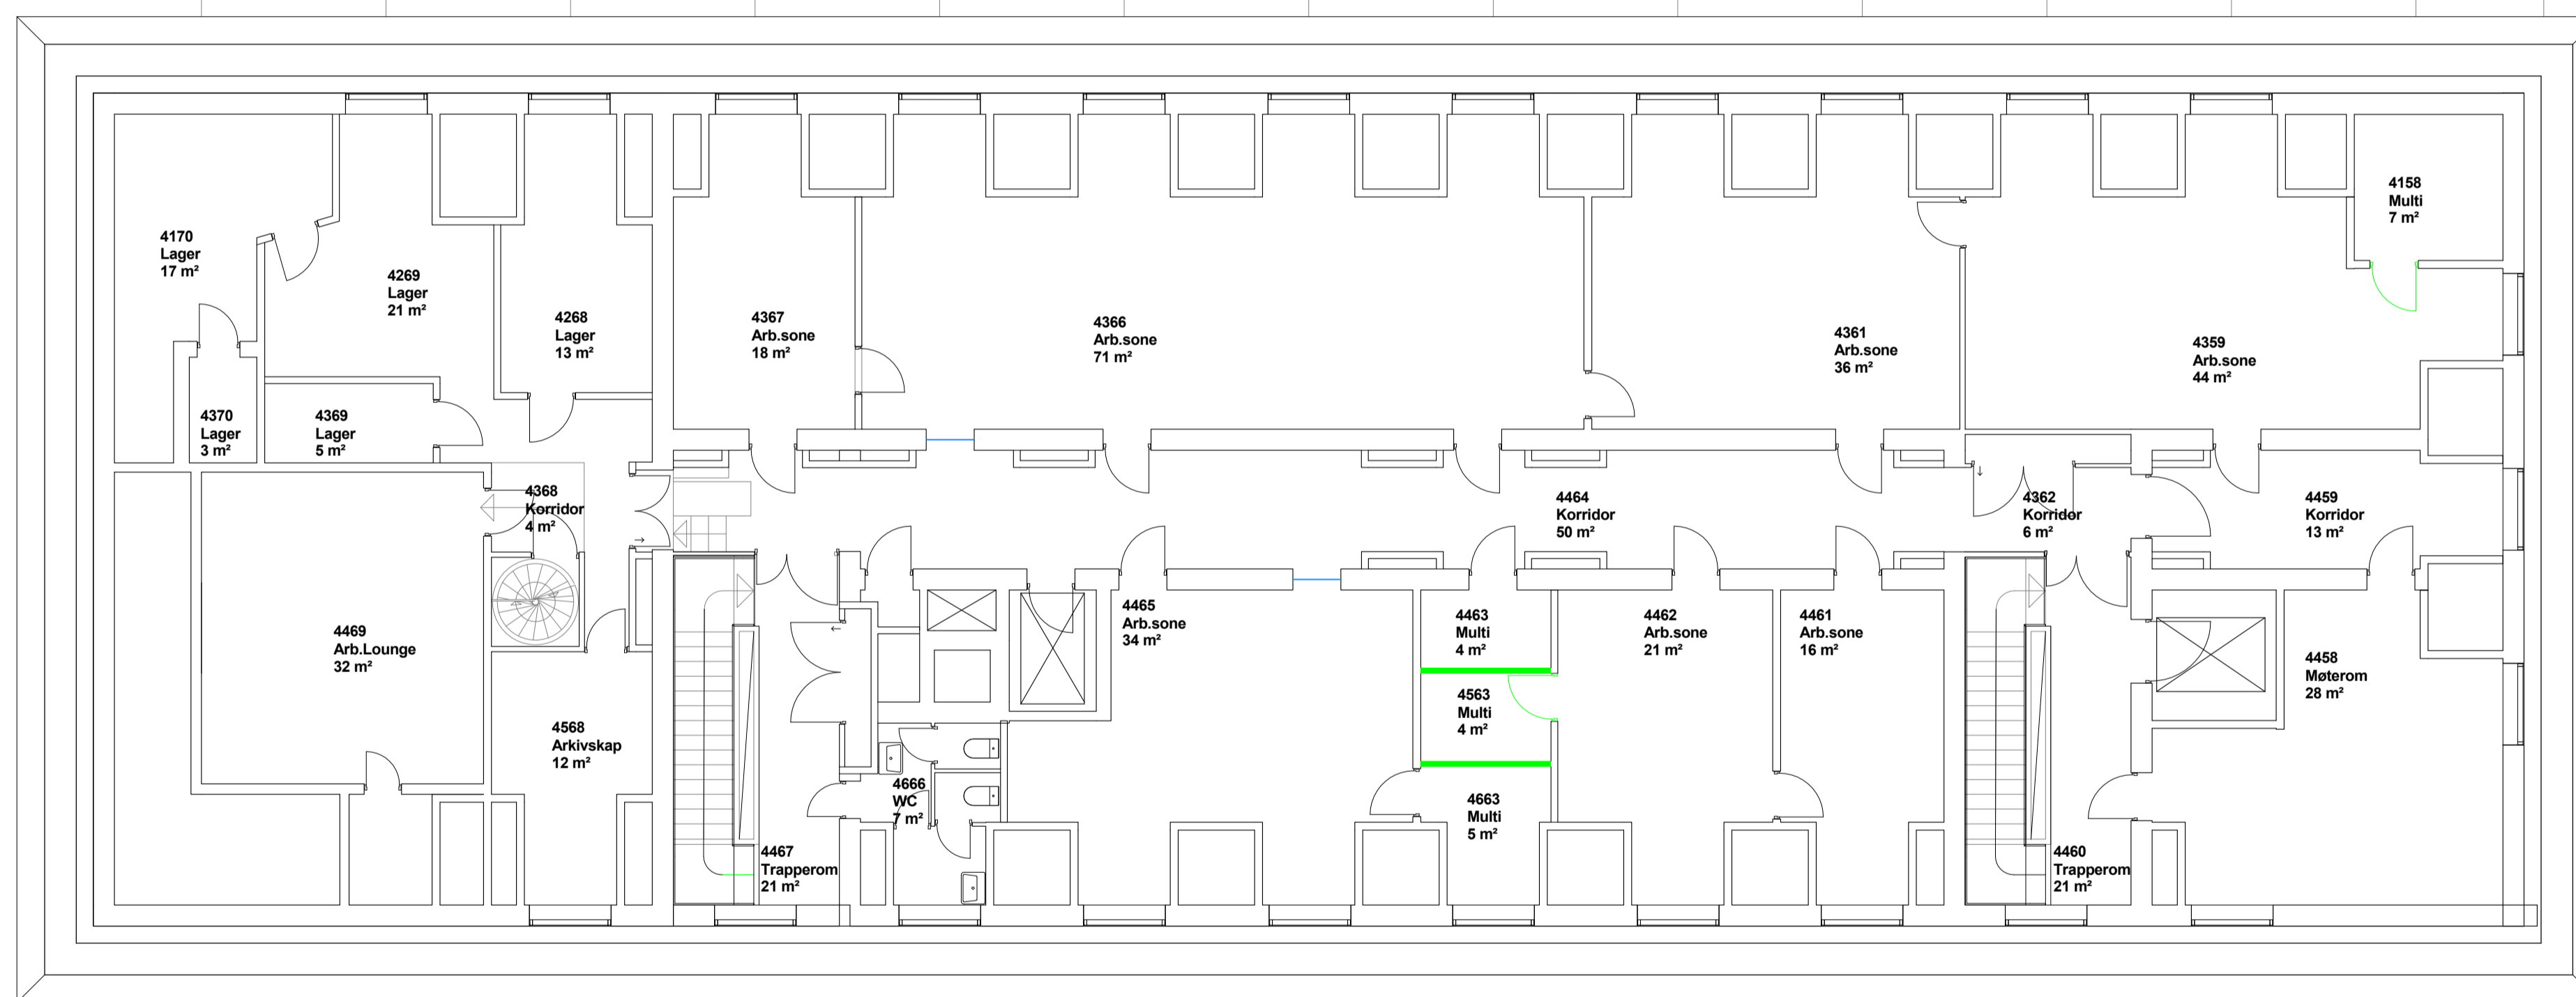 4158
Multi
7 m²
4170
Lager
17 m²
4269
Lager
21 m²
4268
Lager
13 m²
4367
Arb.sone
18 m²
4366
Arb.sone
71 m²
4361
Arb.sone
36 m²
4359
Arb.sone
44 m²
4370
Lager
3 m²
4369
Lager
5 m²
4368
Korridor
4 m²
4464
Korridor
50 m²
4362
Korridor
6 m²
4459
Korridor
13 m²
4469
Arb.Lounge
32 m²
4465
Arb.sone
34 m²
4463
Multi
4 m²
4462
Arb.sone
21 m²
4461
Arb.sone
16 m²
4458
Møterom
28 m²
4568
Arkivskap
12 m²
4563
Multi
4 m²
4666
WC
7 m²
4663
Multi
5 m²
4467
Trapperom
21 m²
4460
Trapperom
21 m²